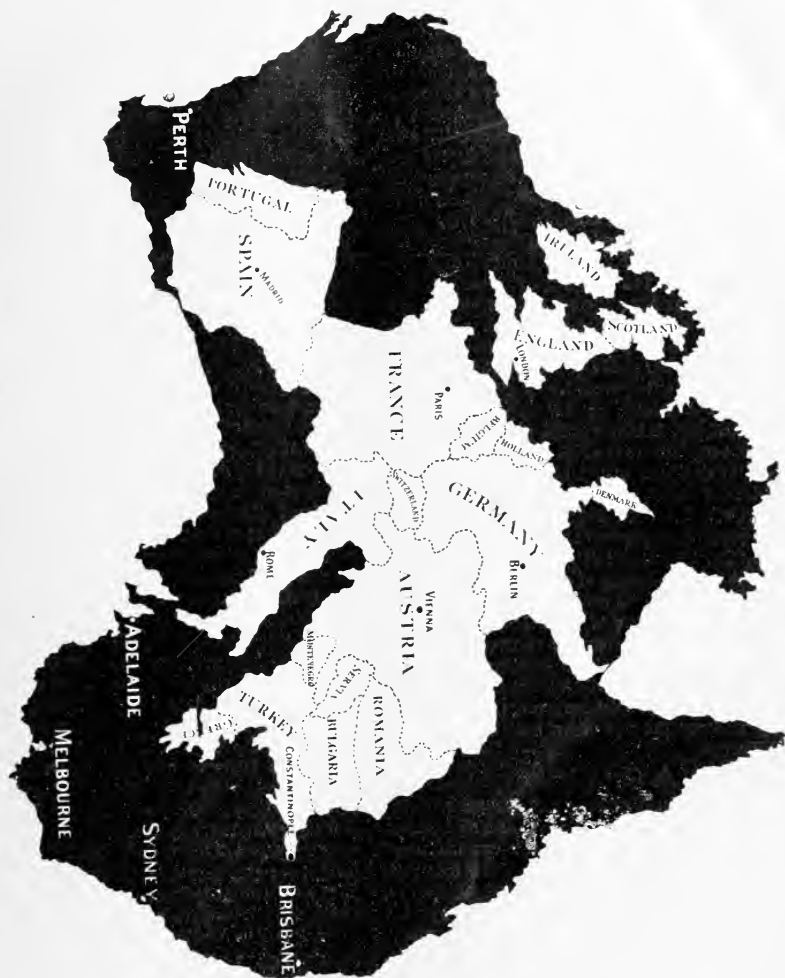 IRELAND
SCOTLAND
ENGLAND
LONDON
DENMARK
HOLLAND
BELGIUM
PARIS
GERMANY
BERLIN
FRANCE
SWITZERLAND
PORTUGAL
SPAIN
MADRID
ITALY
ROME
AUSTRIA
VIENNA
ROMANIA
SERVIA
MONTENEGRO
BULGARIA
TURKEY
CONSTANTINOPLE
PERTH
ADELAIDE
MELBOURNE
SYDNEY
BRISBANE